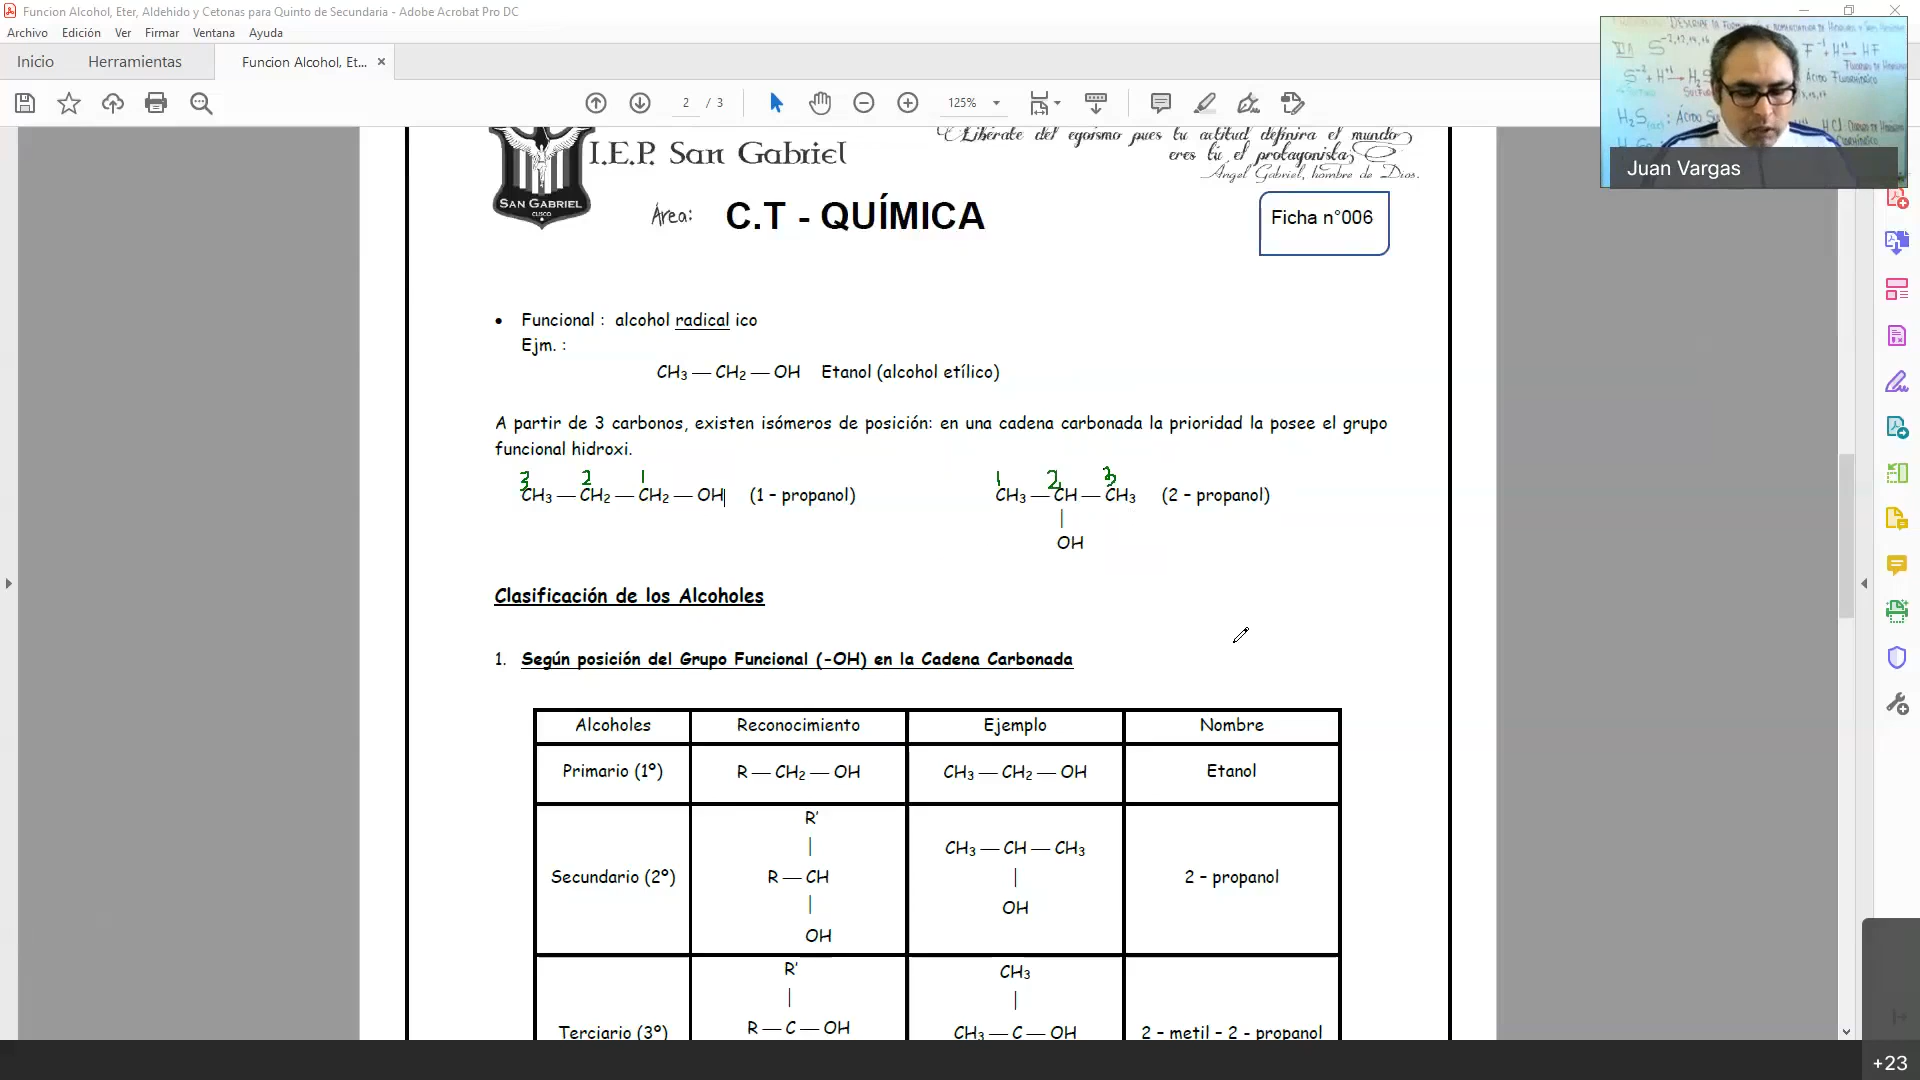 Funcion Alcohol, Eter, Aldehido y Cetonas para Quinto de Secundaria - Adobe Acrobat Pro DC
Archivo Edición Ver Firmar Ventana Ayuda
Inicio Herramientas Funcion Alcohol, Et... ×
2 / 3 125%
Libérate del egoísmo pues tu actitud definira el mundo
I.E.P. San Gabriel
eres tú el protagonista,
Ángel Gabriel, hombre de Dios.
SAN GABRIEL
CUSCO
Área: C.T - QUÍMICA
Ficha n°006
Juan Vargas
• Funcional : alcohol radical ico
Ejm. :
CH₃ — CH₂ — OH Etanol (alcohol etílico)
A partir de 3 carbonos, existen isómeros de posición: en una cadena carbonada la prioridad la posee el grupo
funcional hidroxi.
3 2 1 1 2 3
CH₃ — CH₂ — CH₂ — OH (1 – propanol) CH₃ — CH — CH₃ (2 – propanol)
|
OH
Clasificación de los Alcoholes
1. Según posición del Grupo Funcional (-OH) en la Cadena Carbonada
Alcoholes Reconocimiento Ejemplo Nombre
Primario (1º) R — CH₂ — OH CH₃ — CH₂ — OH Etanol
R'
|
CH₃ — CH — CH₃
Secundario (2º) R — CH | 2 – propanol
|
OH
OH
R' CH₃
| |
Terciario (3º) R — C — OH CH₃ — C — OH 2 – metil – 2 - propanol
+23